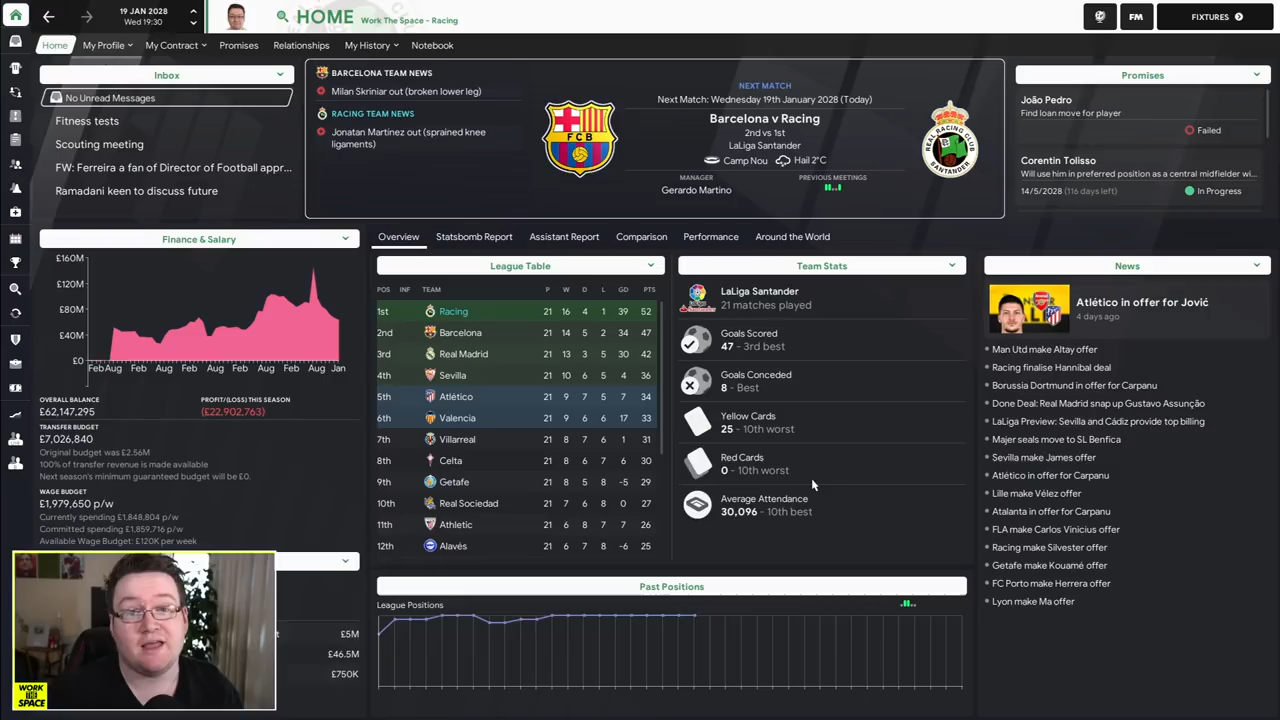 19 JAN 2028
Wed 19:30
HOME Work The Space - Racing
FM
FIXTURES
Home
My Profile
My Contract
Promises
Relationships
My History
Notebook
Inbox
No Unread Messages
Fitness tests
Scouting meeting
FW: Ferreira a fan of Director of Football appr...
Ramadani keen to discuss future
BARCELONA TEAM NEWS
Milan Skriniar out (broken lower leg)
RACING TEAM NEWS
Jonatan Martinez out (sprained knee
ligaments)
NEXT MATCH
Next Match: Wednesday 19th January 2028 (Today)
Barcelona v Racing
2nd vs 1st
LaLiga Santander
Camp Nou Hail 2°C
MANAGER
Gerardo Martino
PREVIOUS MEETINGS
Promises
João Pedro
Find loan move for player
Failed
Corentin Tolisso
Will use him in preferred position as a central midfielder wi...
14/5/2028 (116 days left)
In Progress
Finance & Salary
£160M
£120M
£80M
£40M
£0
Feb Aug Feb Aug Feb Aug Feb Aug Feb Aug Jan
OVERALL BALANCE
£62,147,295
PROFIT/(LOSS) THIS SEASON
(£22,902,763)
TRANSFER BUDGET
£7,026,840
Original budget was £2.56M
100% of transfer revenue is made available
Next season's minimum guaranteed budget will be £0.
WAGE BUDGET
£1,979,650 p/w
Currently spending £1,848,804 p/w
Committed spending £1,859,716 p/w
Available Wage Budget: £120K per week
£5M
£46.5M
£750K
WORK
THE
SPACE
Overview
Statsbomb Report
Assistant Report
Comparison
Performance
Around the World
League Table
POS INF TEAM P W D L GD PTS
1st Racing 21 16 4 1 39 52
2nd Barcelona 21 14 5 2 34 47
3rd Real Madrid 21 13 3 5 30 42
4th Sevilla 21 10 6 5 4 36
5th Atlético 21 9 7 5 7 34
6th Valencia 21 9 6 6 17 33
7th Villarreal 21 8 7 6 1 31
8th Celta 21 8 6 7 6 30
9th Getafe 21 8 5 8 -5 29
10th Real Sociedad 21 7 6 8 0 27
11th Athletic 21 6 8 7 7 26
12th Alavés 21 6 7 8 -6 25
Team Stats
LaLiga Santander
21 matches played
Goals Scored
47 - 3rd best
Goals Conceded
8 - Best
Yellow Cards
25 - 10th worst
Red Cards
0 - 10th worst
Average Attendance
30,096 - 10th best
Past Positions
League Positions
News
Atlético in offer for Jović
4 days ago
Man Utd make Altay offer
Racing finalise Hannibal deal
Borussia Dortmund in offer for Carpanu
Done Deal: Real Madrid snap up Gustavo Assunção
LaLiga Preview: Sevilla and Cádiz provide top billing
Major seals move to SL Benfica
Sevilla make James offer
Atlético in offer for Carpanu
Lille make Vélez offer
Atalanta in offer for Carpanu
FLA make Carlos Vinicius offer
Racing make Silvester offer
Getafe make Kouamé offer
FC Porto make Herrera offer
Lyon make Ma offer